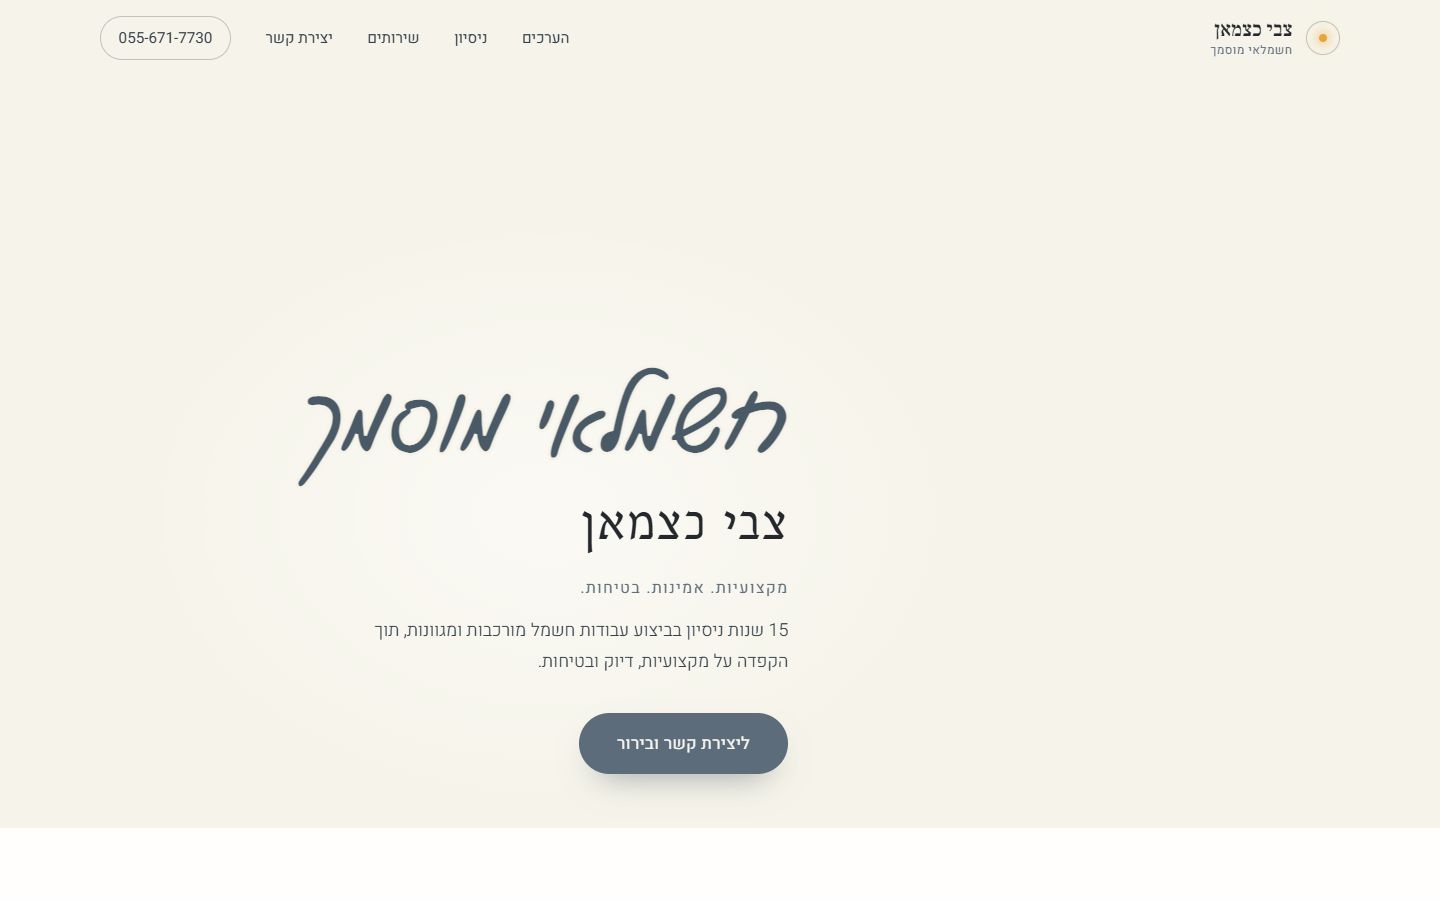 צבי כצמאן
חשמלאי מוסמך
הערכים
ניסיון
שירותים
יצירת קשר
055-671-7730
חשמלאי מוסמך
צבי כצמאן
מקצועיות. אמינות. בטיחות.
15 שנות ניסיון בביצוע עבודות חשמל מורכבות ומגוונות, תוך
הקפדה על מקצועיות, דיוק ובטיחות.
ליצירת קשר ובירור